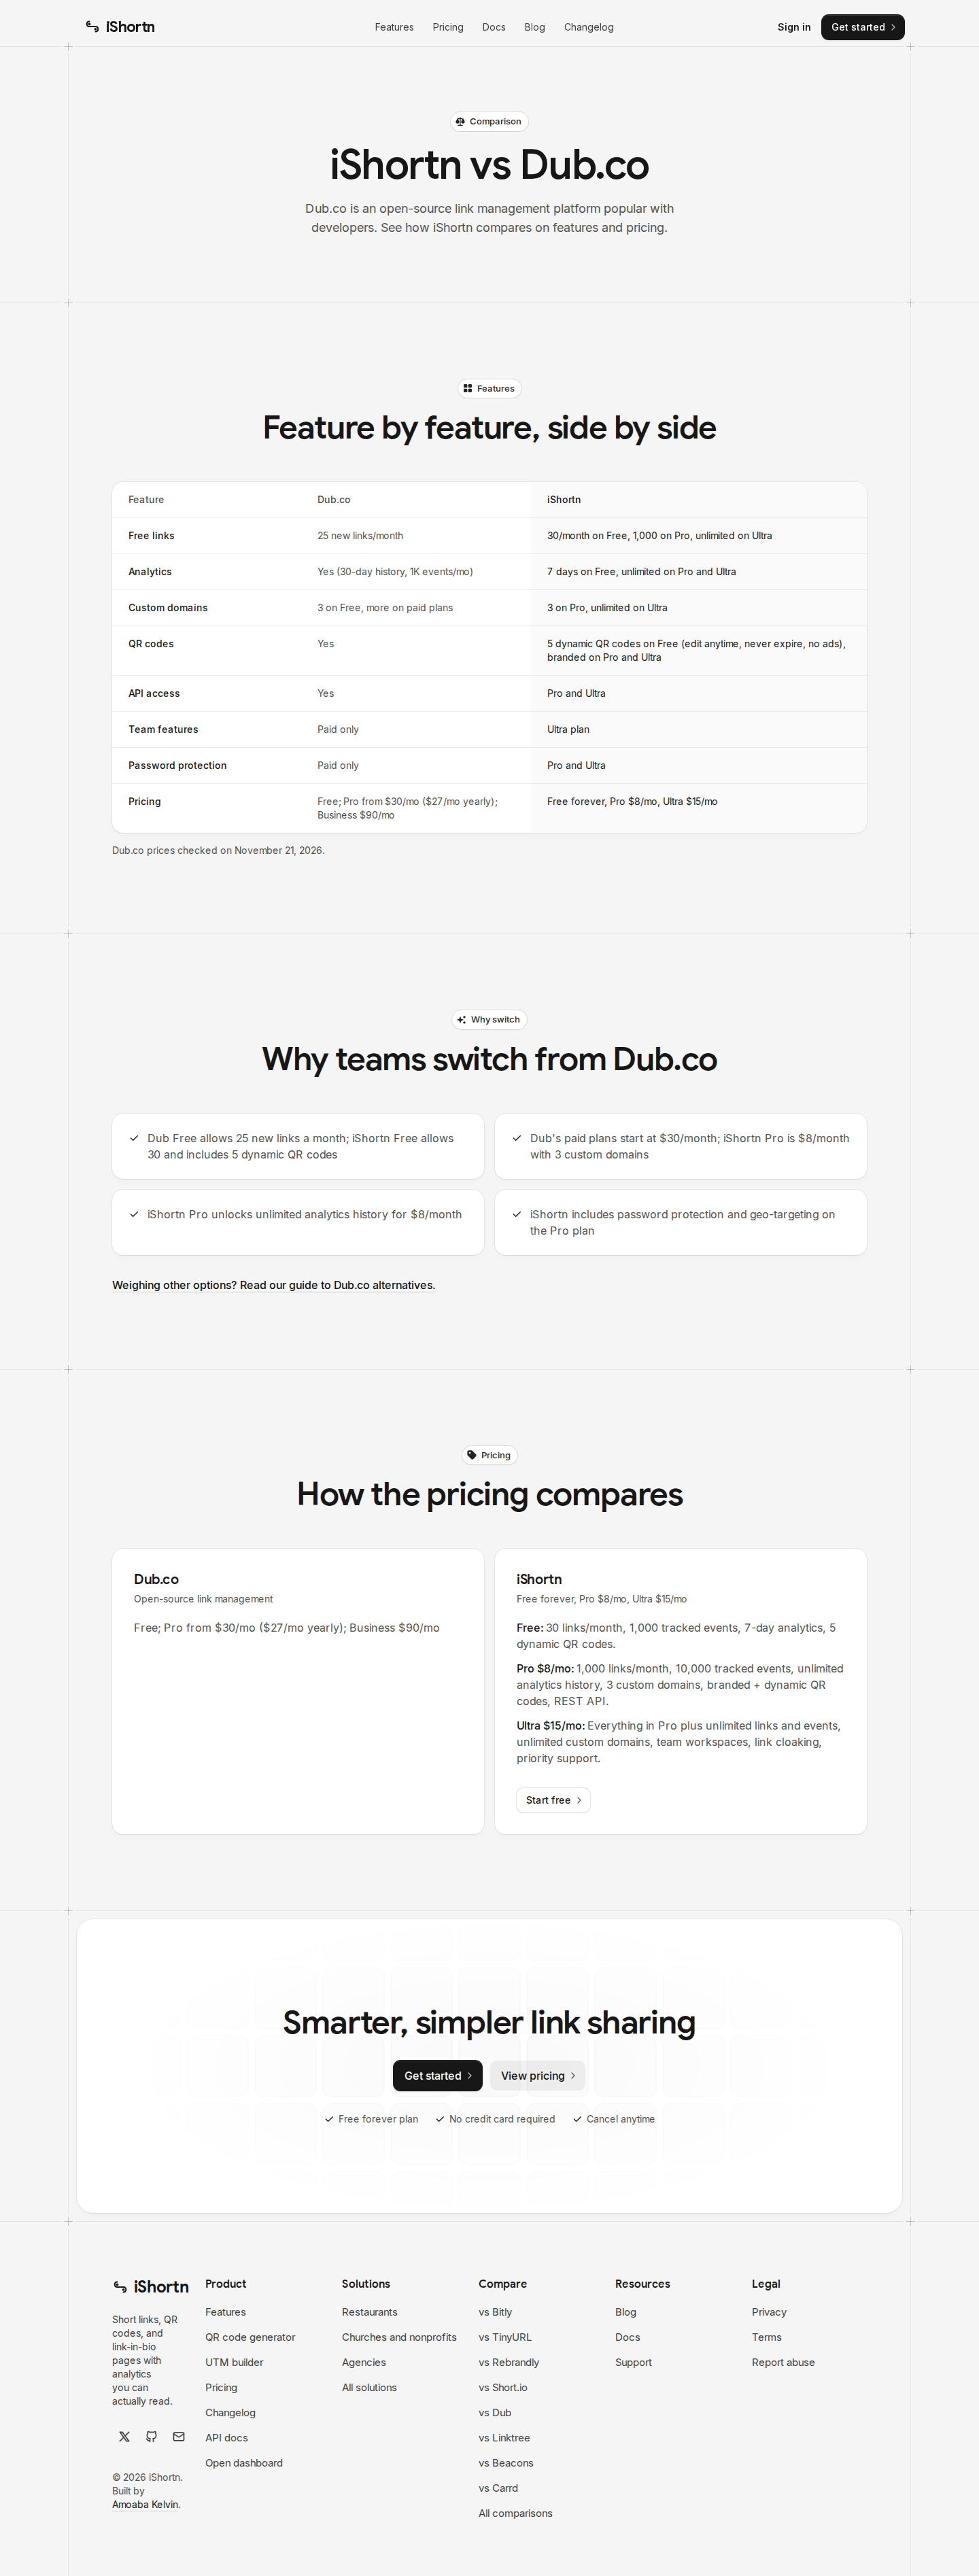 iShortn
Features Pricing Docs Blog Changelog
Sign in
Get started
Comparison
iShortn vs Dub.co
Dub.co is an open-source link management platform popular with
developers. See how iShortn compares on features and pricing.
Features
Feature by feature, side by side
Feature Dub.co iShortn
Free links 25 new links/month 30/month on Free, 1,000 on Pro, unlimited on Ultra
Analytics Yes (30-day history, 1K events/mo) 7 days on Free, unlimited on Pro and Ultra
Custom domains 3 on Free, more on paid plans 3 on Pro, unlimited on Ultra
QR codes Yes 5 dynamic QR codes on Free (edit anytime, never expire, no ads),
branded on Pro and Ultra
API access Yes Pro and Ultra
Team features Paid only Ultra plan
Password protection Paid only Pro and Ultra
Pricing Free; Pro from $30/mo ($27/mo yearly); Free forever, Pro $8/mo, Ultra $15/mo
Business $90/mo
Dub.co prices checked on November 21, 2026.
Why switch
Why teams switch from Dub.co
Dub Free allows 25 new links a month; iShortn Free allows
30 and includes 5 dynamic QR codes
Dub's paid plans start at $30/month; iShortn Pro is $8/month
with 3 custom domains
iShortn Pro unlocks unlimited analytics history for $8/month
iShortn includes password protection and geo-targeting on
the Pro plan
Weighing other options? Read our guide to Dub.co alternatives.
Pricing
How the pricing compares
Dub.co
Open-source link management
Free; Pro from $30/mo ($27/mo yearly); Business $90/mo
iShortn
Free forever, Pro $8/mo, Ultra $15/mo
Free: 30 links/month, 1,000 tracked events, 7-day analytics, 5
dynamic QR codes.
Pro $8/mo: 1,000 links/month, 10,000 tracked events, unlimited
analytics history, 3 custom domains, branded + dynamic QR
codes, REST API.
Ultra $15/mo: Everything in Pro plus unlimited links and events,
unlimited custom domains, team workspaces, link cloaking,
priority support.
Start free
Smarter, simpler link sharing
Get started
View pricing
Free forever plan No credit card required Cancel anytime
iShortn
Short links, QR
codes, and
link-in-bio
pages with
analytics
you can
actually read.
© 2026 iShortn.
Built by
Amoaba Kelvin.
Product
Features
QR code generator
UTM builder
Pricing
Changelog
API docs
Open dashboard
Solutions
Restaurants
Churches and nonprofits
Agencies
All solutions
Compare
vs Bitly
vs TinyURL
vs Rebrandly
vs Short.io
vs Dub
vs Linktree
vs Beacons
vs Carrd
All comparisons
Resources
Blog
Docs
Support
Legal
Privacy
Terms
Report abuse